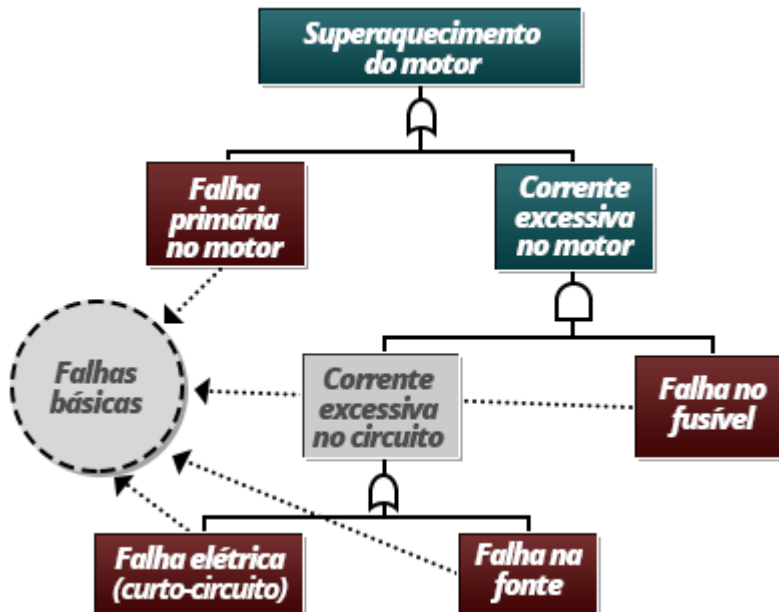 Superaquecimento
do motor
Falha
primária
no motor
Corrente
excessiva
no motor
Falhas
básicas
Corrente
excessiva
no circuito
Falha no
fusível
Falha elétrica
(curto-circuito)
Falha na
fonte